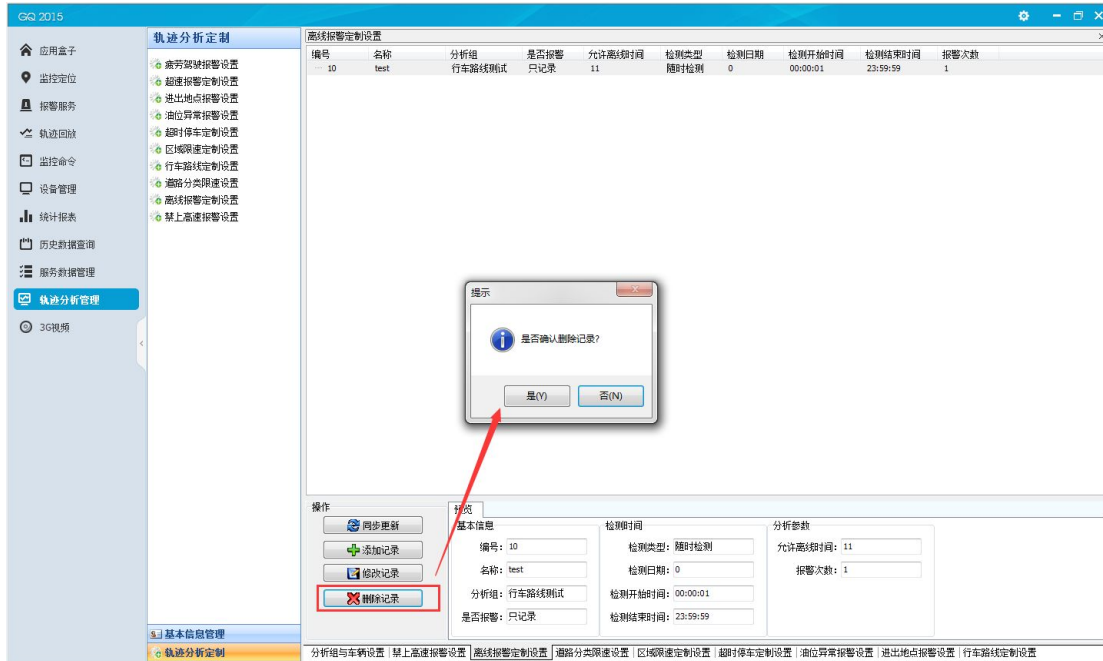 GQ 2015
应用盒子
监控定位
报警服务
轨迹回放
监控命令
设备管理
统计报表
历史数据查询
服务数据管理
轨迹分析管理
3G视频
轨迹分析定制
疲劳驾驶报警设置
超速报警定制设置
进出地点报警设置
油位异常报警设置
超时停车定制设置
区域限速定制设置
行车路线定制设置
道路分类限速设置
离线报警定制设置
禁上高速报警设置
基本信息管理
轨迹分析定制
离线报警定制设置
编号 名称 分析组 是否报警 允许离线时间 检测类型 检测日期 检测开始时间 检测结束时间 报警次数
10 test 行车路线测试 只记录 11 随时检测 0 00:00:01 23:59:59 1
提示
是否确认删除记录?
是(Y) 否(N)
操作
同步更新
添加记录
修改记录
删除记录
预览
基本信息
编号: 10
名称: test
分析组: 行车路线测试
是否报警: 只记录
检测时间
检测类型: 随时检测
检测日期: 0
检测开始时间: 00:00:01
检测结束时间: 23:59:59
分析参数
允许离线时间: 11
报警次数: 1
分析组与车辆设置 禁上高速报警设置 离线报警定制设置 道路分类限速设置 区域限速定制设置 超时停车定制设置 油位异常报警设置 进出地点报警设置 行车路线定制设置